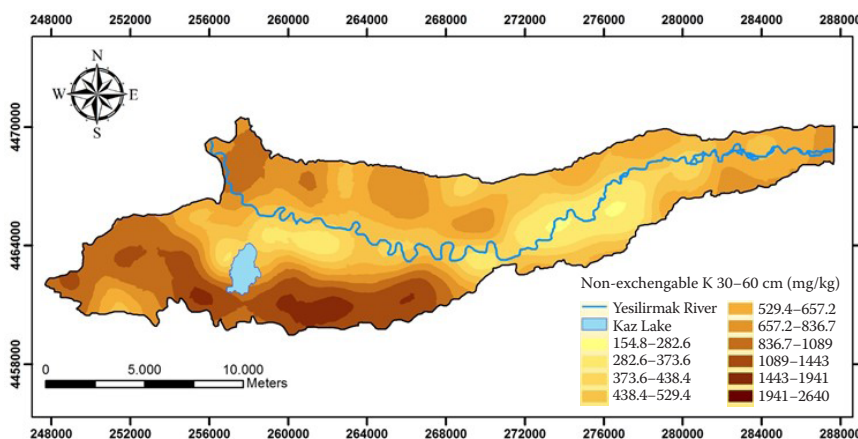 248000 252000 256000 260000 264000 268000 272000 276000 280000 284000 288000
N
W E
S
4470000 4470000
4464000 4464000
4458000 4458000
Non-exchengable K 30–60 cm (mg/kg)
Yesilirmak River 529.4–657.2
Kaz Lake 657.2–836.7
154.8–282.6 836.7–1089
282.6–373.6 1089–1443
373.6–438.4 1443–1941
438.4–529.4 1941–2640
0 5.000 10.000
Meters
248000 252000 256000 260000 264000 268000 272000 276000 280000 284000 288000